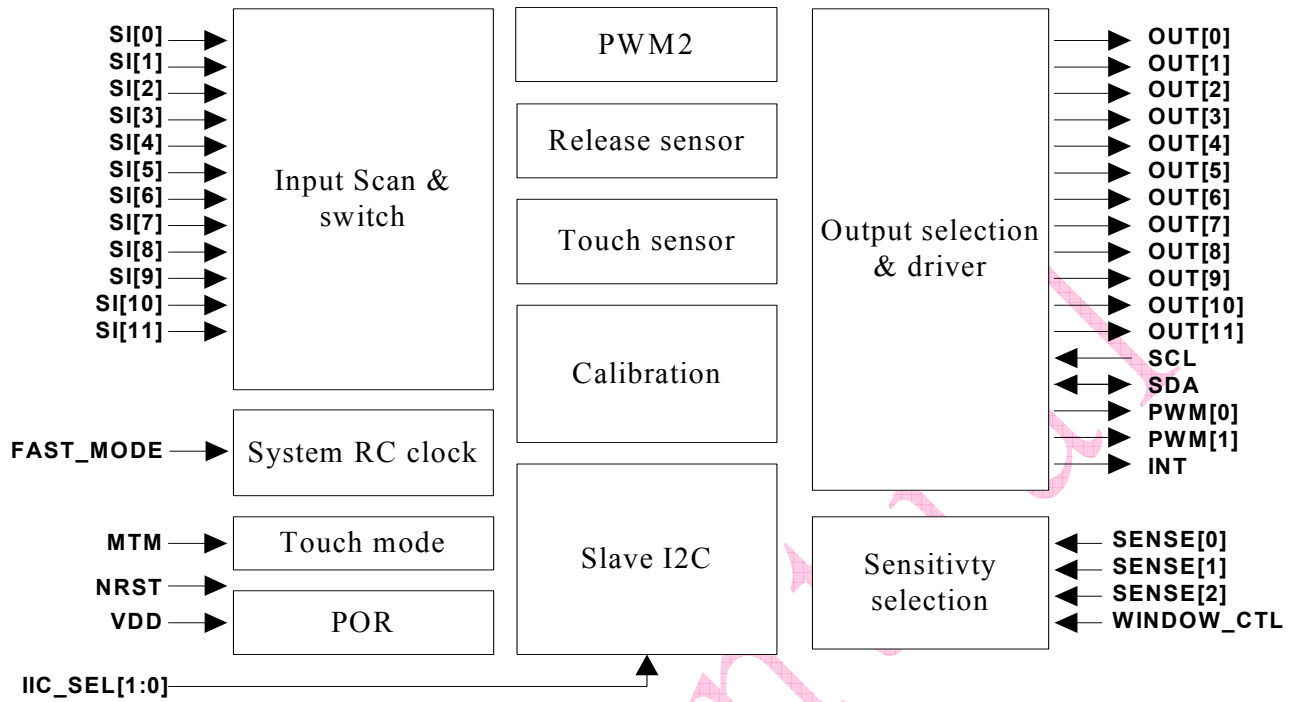 SI[0]
SI[1]
SI[2]
SI[3]
SI[4]
SI[5]
SI[6]
SI[7]
SI[8]
SI[9]
SI[10]
SI[11]
Input Scan &
switch
FAST_MODE
System RC clock
MTM
Touch mode
NRST
VDD
POR
IIC_SEL[1:0]
PWM2
Release sensor
Touch sensor
Calibration
Slave I2C
Output selection
& driver
OUT[0]
OUT[1]
OUT[2]
OUT[3]
OUT[4]
OUT[5]
OUT[6]
OUT[7]
OUT[8]
OUT[9]
OUT[10]
OUT[11]
SCL
SDA
PWM[0]
PWM[1]
INT
Sensitivty
selection
SENSE[0]
SENSE[1]
SENSE[2]
WINDOW_CTL